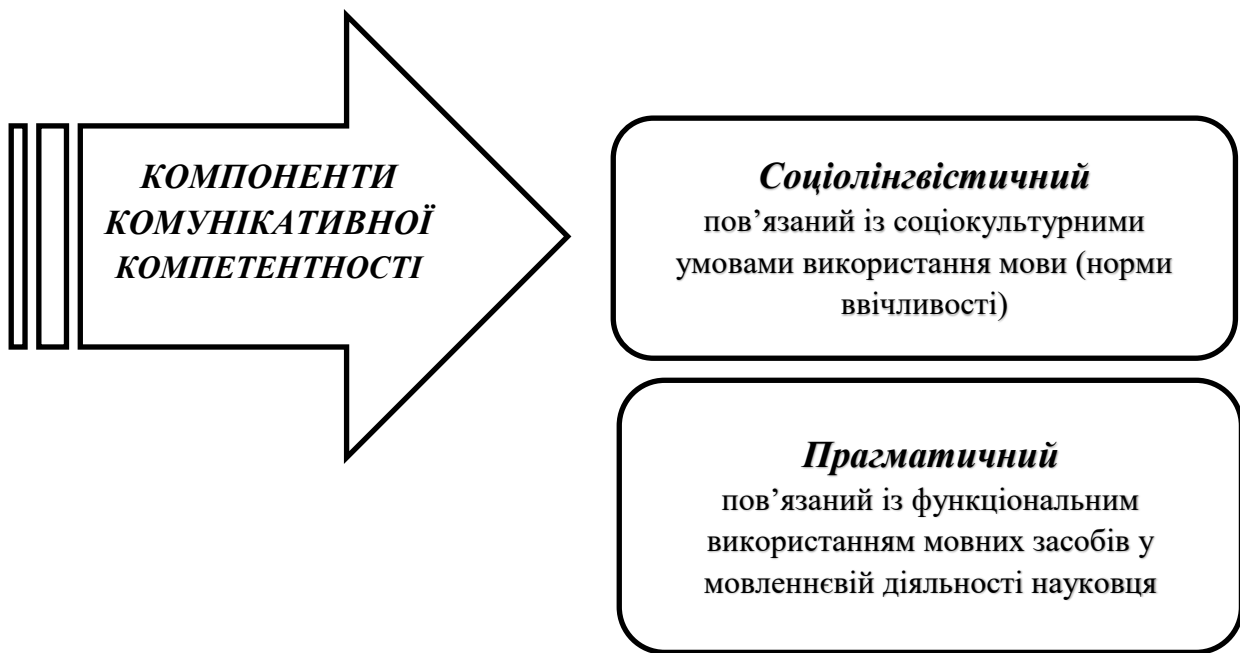 КОМПОНЕНТИ
КОМУНІКАТИВНОЇ
КОМПЕТЕНТНОСТІ
Соціолінгвістичний
пов’язаний із соціокультурними
умовами використання мови (норми
ввічливості)
Прагматичний
пов’язаний із функціональним
використанням мовних засобів у
мовленнєвій діяльності науковця